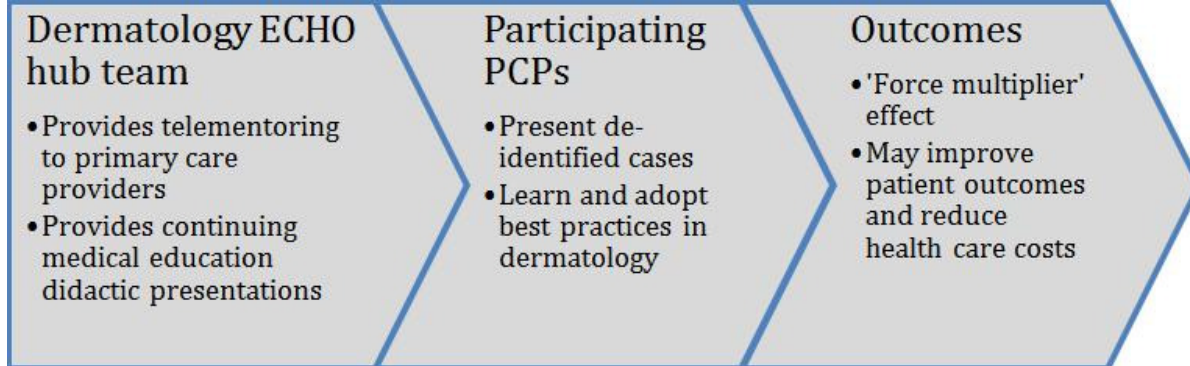 Dermatology ECHO
hub team
•Provides telementoring
to primary care
providers
•Provides continuing
medical education
didactic presentations
Participating
PCPs
•Present de-
identified cases
•Learn and adopt
best practices in
dermatology
Outcomes
•'Force multiplier'
effect
•May improve
patient outcomes
and reduce
health care costs